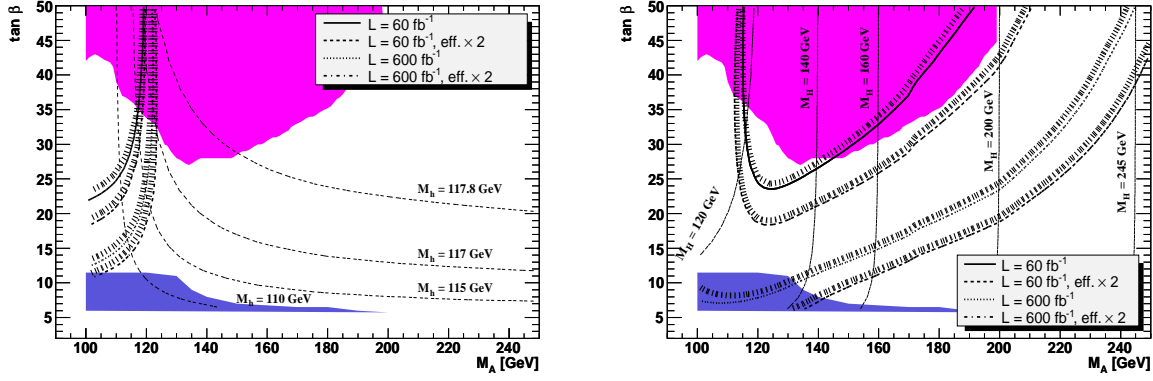 tan β
50
45
40
35
30
25
20
15
10
5
100 120 140 160 180 200 220 240
M_A [GeV]
L = 60 fb⁻¹
L = 60 fb⁻¹, eff. × 2
L = 600 fb⁻¹
L = 600 fb⁻¹, eff. × 2
M_h = 117.8 GeV
M_h = 117 GeV
M_h = 115 GeV
M_h = 110 GeV
tan β
50
45
40
35
30
25
20
15
10
5
100 120 140 160 180 200 220 240
M_A [GeV]
M_H = 120 GeV
M_H = 140 GeV
M_H = 160 GeV
M_H = 200 GeV
M_H = 245 GeV
L = 60 fb⁻¹
L = 60 fb⁻¹, eff. × 2
L = 600 fb⁻¹
L = 600 fb⁻¹, eff. × 2